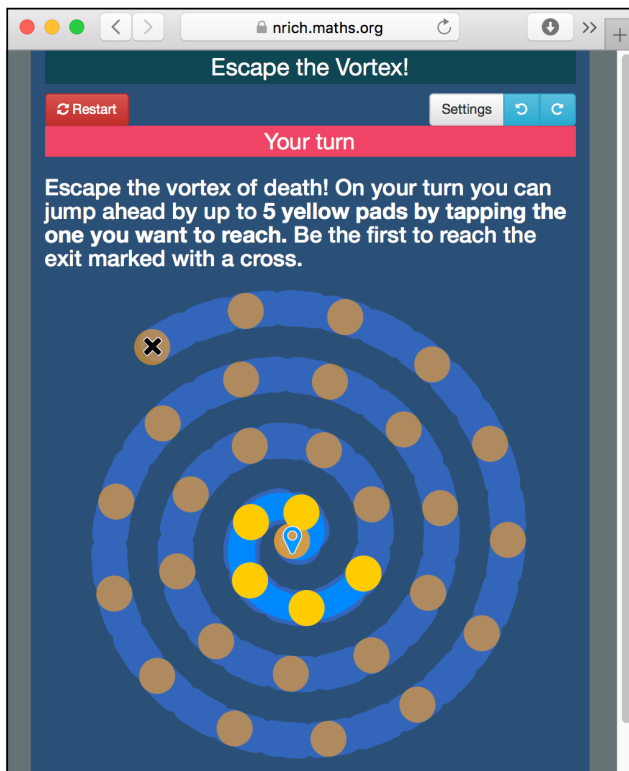 nrich.maths.org
Escape the Vortex!
Restart
Settings
Your turn
Escape the vortex of death! On your turn you can
jump ahead by up to 5 yellow pads by tapping the
one you want to reach. Be the first to reach the
exit marked with a cross.